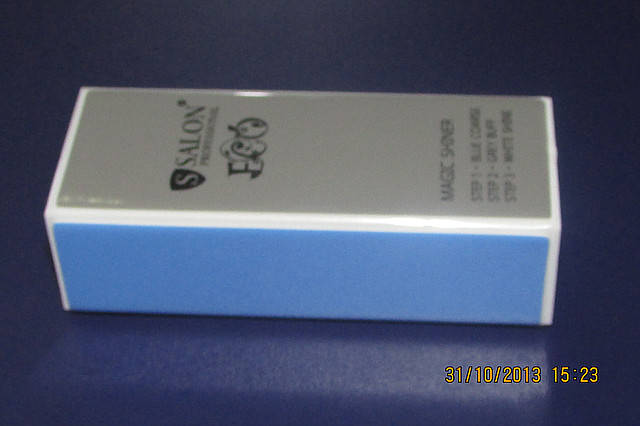 S SALON®
PROFESSIONAL
ECO
MAGIC SHINER
STEP 1 - BLUE COARSE
STEP 2 - GREY BUFF
STEP 3 - WHITE SHINE
31/10/2013 15:23